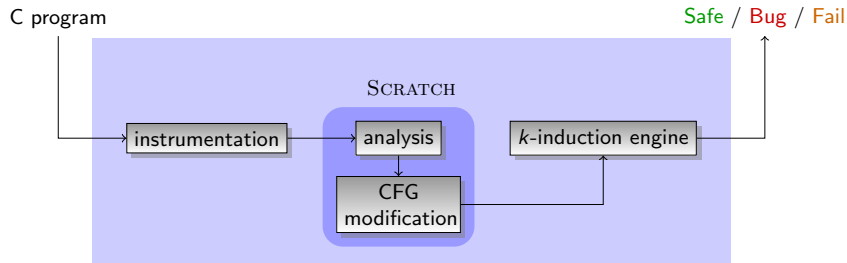 C program
Safe / Bug / Fail
SCRATCH
instrumentation
analysis
k-induction engine
CFG
modification